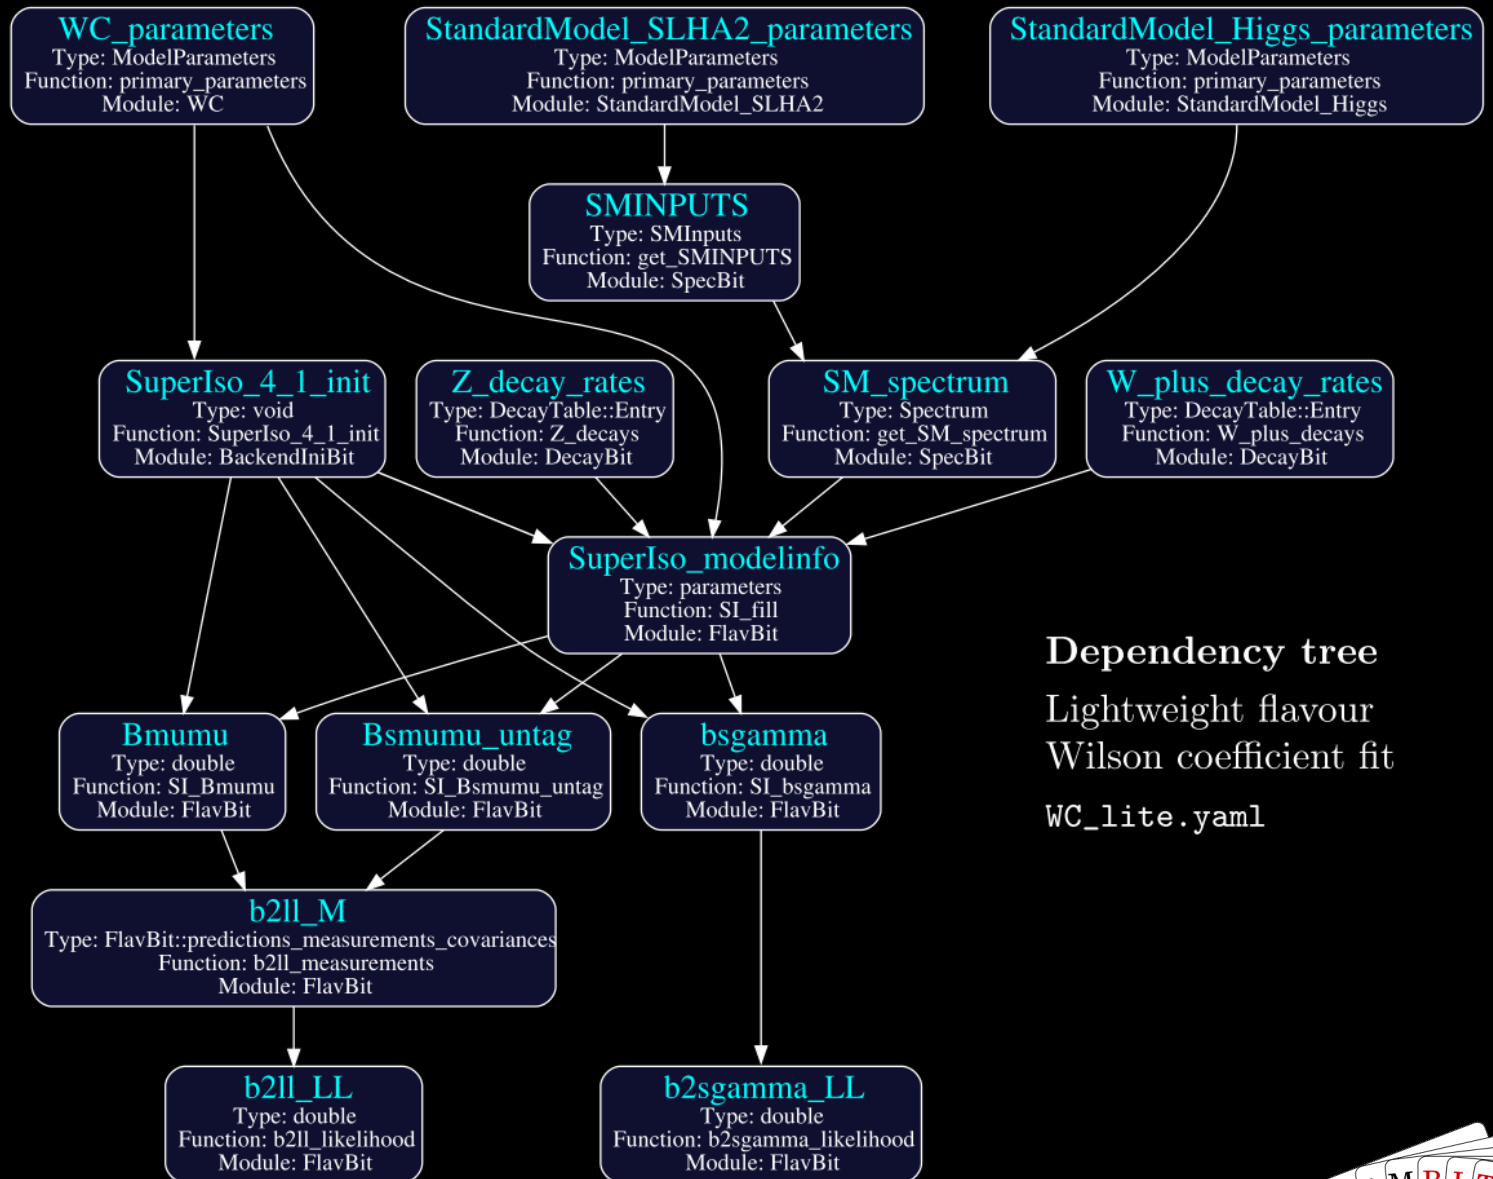 WC_parameters
Type: ModelParameters
Function: primary_parameters
Module: WC
StandardModel_SLHA2_parameters
Type: ModelParameters
Function: primary_parameters
Module: StandardModel_SLHA2
StandardModel_Higgs_parameters
Type: ModelParameters
Function: primary_parameters
Module: StandardModel_Higgs
SMINPUTS
Type: SMInputs
Function: get_SMINPUTS
Module: SpecBit
SuperIso_4_1_init
Type: void
Function: SuperIso_4_1_init
Module: BackendIniBit
Z_decay_rates
Type: DecayTable::Entry
Function: Z_decays
Module: DecayBit
SM_spectrum
Type: Spectrum
Function: get_SM_spectrum
Module: SpecBit
W_plus_decay_rates
Type: DecayTable::Entry
Function: W_plus_decays
Module: DecayBit
SuperIso_modelinfo
Type: parameters
Function: SI_fill
Module: FlavBit
Dependency tree
Lightweight flavour
Wilson coefficient fit
WC_lite.yaml
Bmumu
Type: double
Function: SI_Bmumu
Module: FlavBit
Bsmumu_untag
Type: double
Function: SI_Bsmumu_untag
Module: FlavBit
bsgamma
Type: double
Function: SI_bsgamma
Module: FlavBit
b2ll_M
Type: FlavBit::predictions_measurements_covariances
Function: b2ll_measurements
Module: FlavBit
b2ll_LL
Type: double
Function: b2ll_likelihood
Module: FlavBit
b2sgamma_LL
Type: double
Function: b2sgamma_likelihood
Module: FlavBit